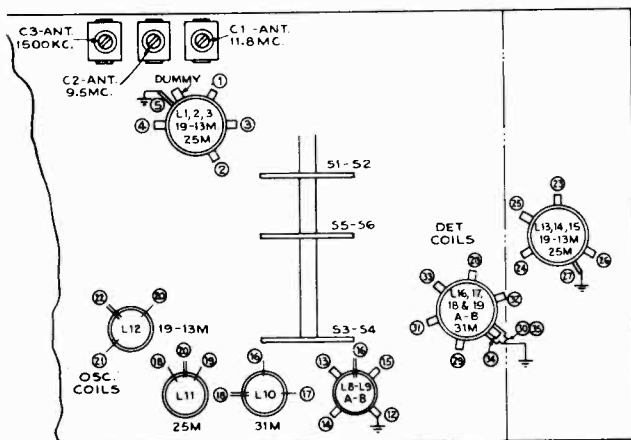 C3-ANT.
1500KC.
C2-ANT.
9.5MC.
C1-ANT.
11.8 MC.
DUMMY
1
5
4
L1, 2, 3
19-13M
25M
3
2
S1-S2
S5-S6
S3-S4
DET
COILS
23
25
L13, 14, 15
19-13M
25M
24
27
26
28
33
L16, 17,
18 & 19
A-B
31M
32
31
29
34
30
35
22
20
L12
19-13M
21
OSC.
COILS
18
20
19
L11
25M
16
18
L10
17
31M
13
16
15
L8-L9
A-B
14
12